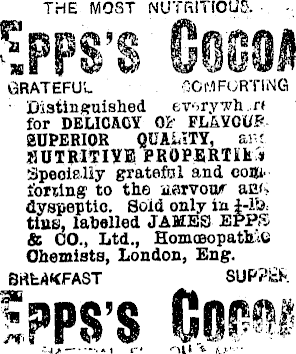 THE MOST NUTRITIOUS.
EPPS'S COCOA
GRATEFUL COMFORTING
Distinguished everywhere
for DELICACY OF FLAVOUR,
SUPERIOR QUALITY, and
NUTRITIVE PROPERTIES
Specially grateful and com-
forting to the nervous and
dyspeptic. Sold only in ¼-lb.
tins, labelled JAMES EPPS
& CO., Ltd., Homœopathic
Chemists, London, Eng.
BREAKFAST SUPPER
EPPS'S COCOA